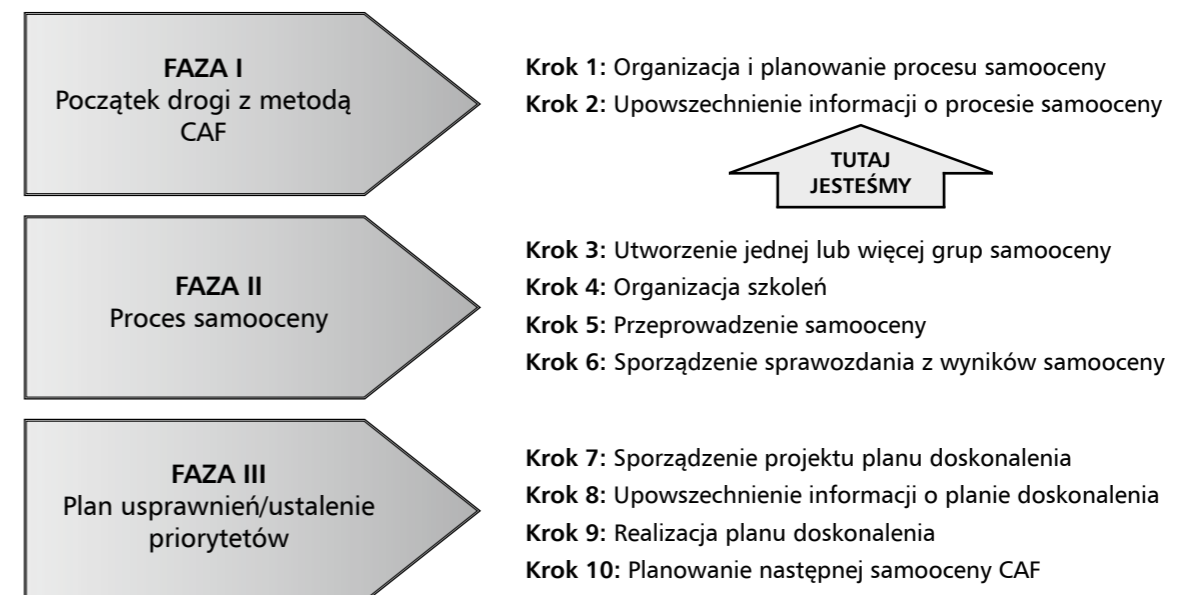 FAZA I
Początek drogi z metodą
CAF
Krok 1: Organizacja i planowanie procesu samooceny
Krok 2: Upowszechnienie informacji o procesie samooceny
TUTAJ
JESTEŚMY
FAZA II
Proces samooceny
Krok 3: Utworzenie jednej lub więcej grup samooceny
Krok 4: Organizacja szkoleń
Krok 5: Przeprowadzenie samooceny
Krok 6: Sporządzenie sprawozdania z wyników samooceny
FAZA III
Plan usprawnień/ustalenie
priorytetów
Krok 7: Sporządzenie projektu planu doskonalenia
Krok 8: Upowszechnienie informacji o planie doskonalenia
Krok 9: Realizacja planu doskonalenia
Krok 10: Planowanie następnej samooceny CAF